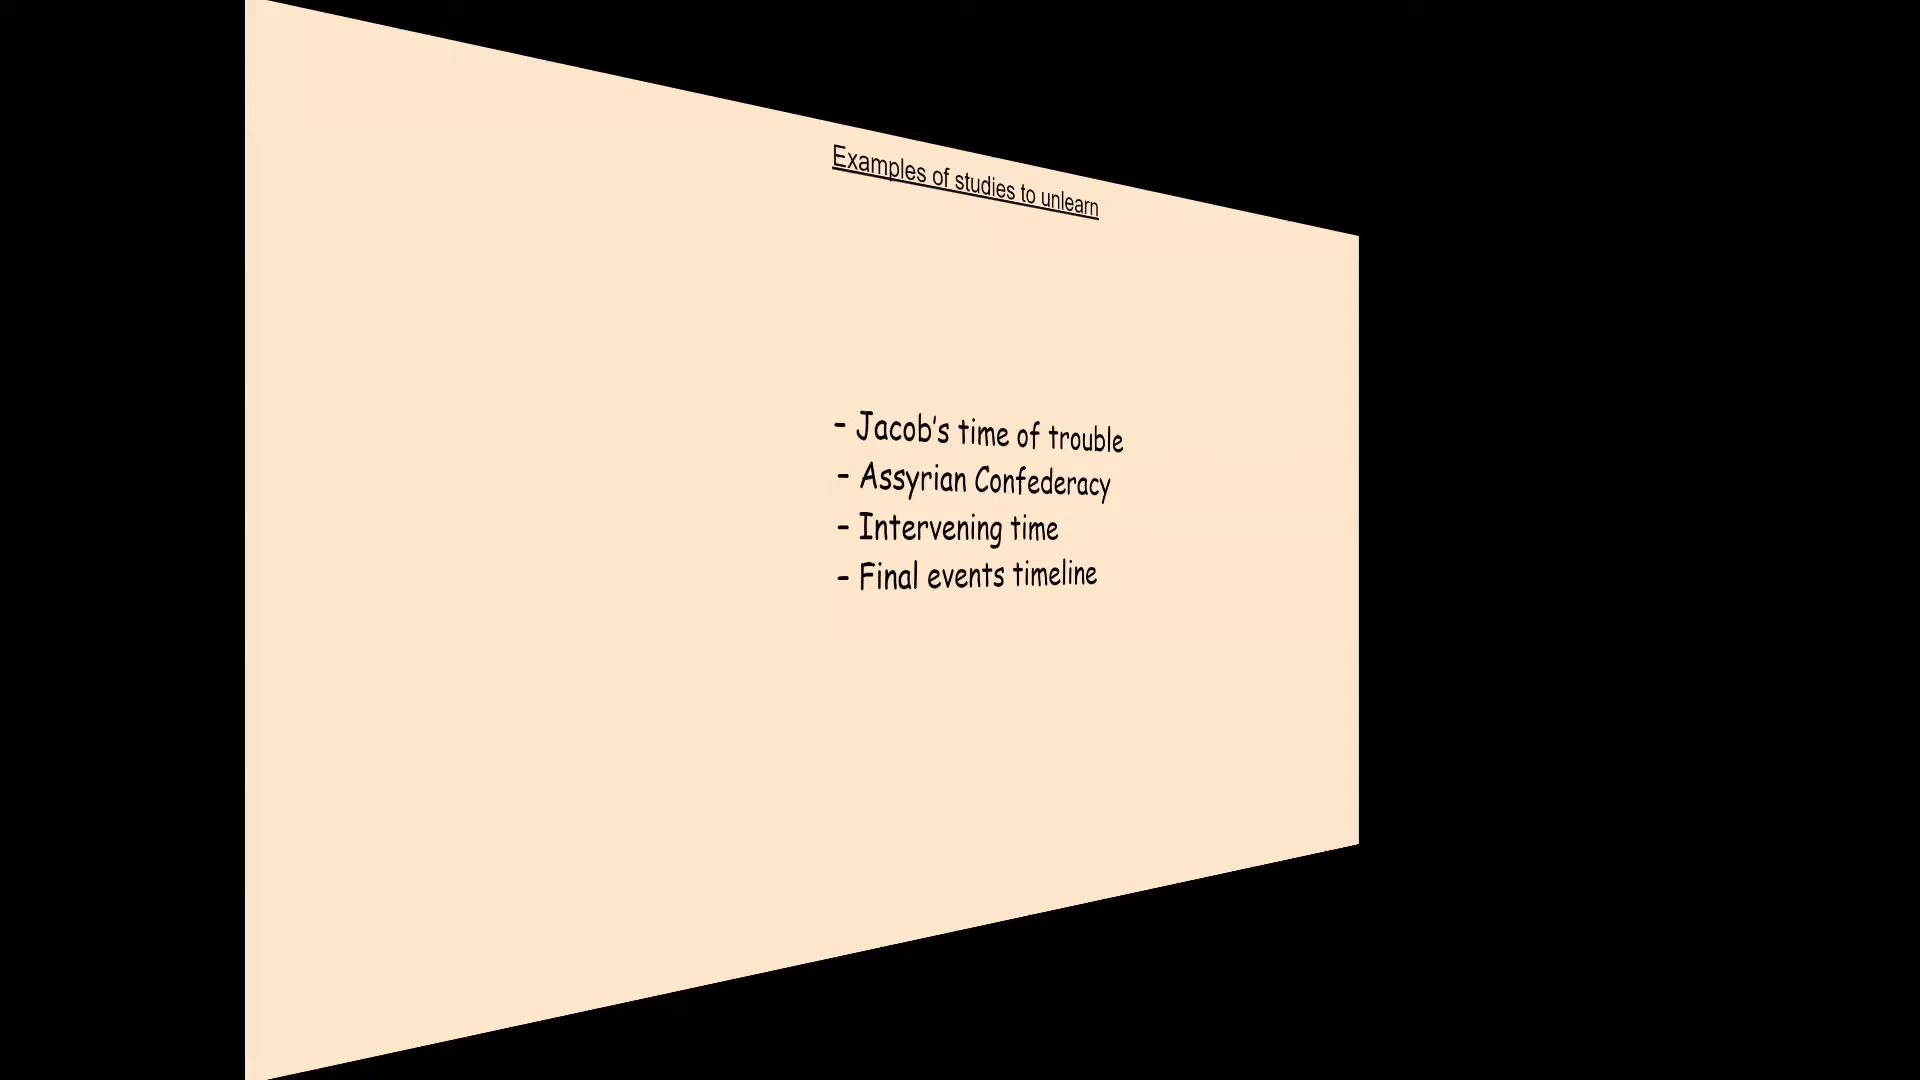 Examples of studies to unlearn
- Jacob's time of trouble
- Assyrian Confederacy
- Intervening time
- Final events timeline